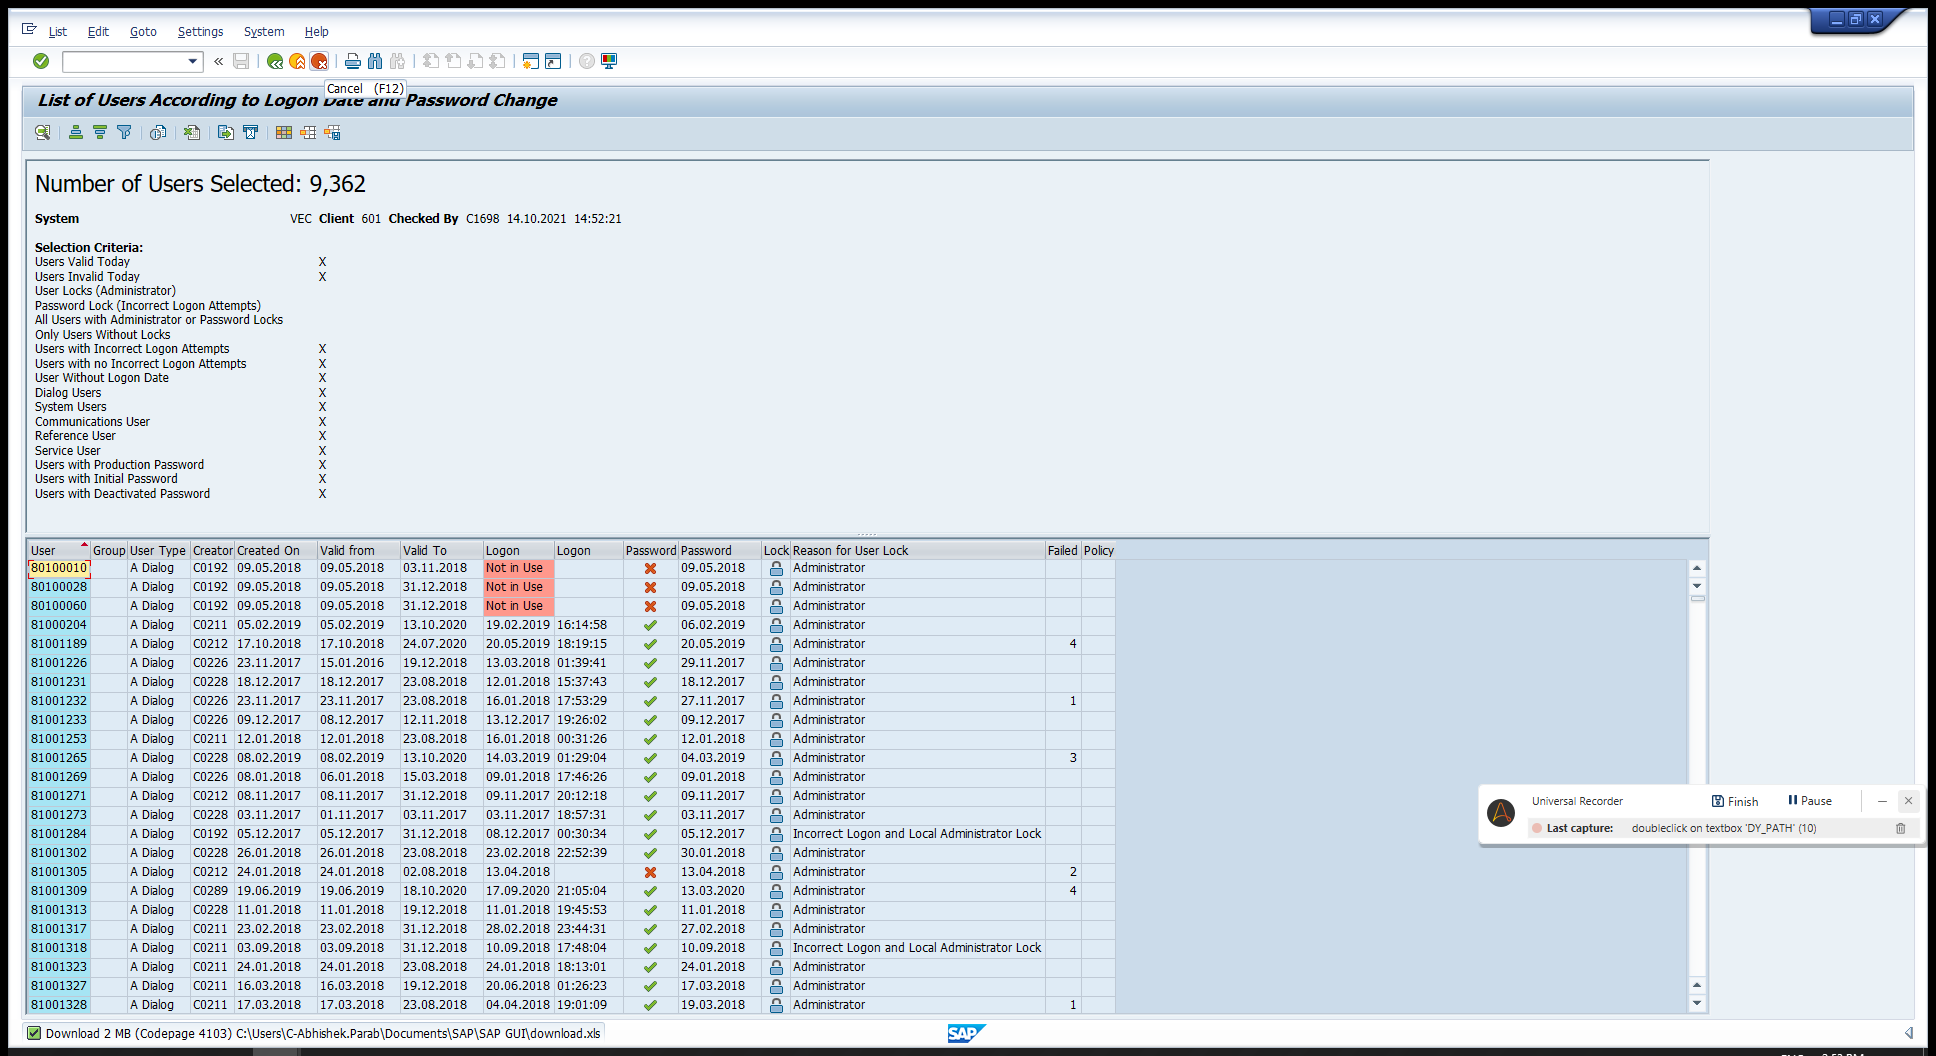 List Edit Goto Settings System Help
«
Cancel (F12)
List of Users According to Logon Date and Password Change
Number of Users Selected: 9,362
System VEC Client 601 Checked By C1698 14.10.2021 14:52:21
Selection Criteria:
Users Valid Today X
Users Invalid Today X
User Locks (Administrator)
Password Lock (Incorrect Logon Attempts)
All Users with Administrator or Password Locks
Only Users Without Locks
Users with Incorrect Logon Attempts X
Users with no Incorrect Logon Attempts X
User Without Logon Date X
Dialog Users X
System Users X
Communications User X
Reference User X
Service User X
Users with Production Password X
Users with Initial Password X
Users with Deactivated Password X
User Group User Type Creator Created On Valid from Valid To Logon Logon Password Password Lock Reason for User Lock Failed Policy
80100010 A Dialog C0192 09.05.2018 09.05.2018 03.11.2018 Not in Use 09.05.2018 Administrator
80100028 A Dialog C0192 09.05.2018 09.05.2018 31.12.2018 Not in Use 09.05.2018 Administrator
80100060 A Dialog C0192 09.05.2018 09.05.2018 31.12.2018 Not in Use 09.05.2018 Administrator
81000204 A Dialog C0211 05.02.2019 05.02.2019 13.10.2020 19.02.2019 16:14:58 06.02.2019 Administrator
81001189 A Dialog C0212 17.10.2018 17.10.2018 24.07.2020 20.05.2019 18:19:15 20.05.2019 Administrator 4
81001226 A Dialog C0226 23.11.2017 15.01.2016 19.12.2018 13.03.2018 01:39:41 29.11.2017 Administrator
81001231 A Dialog C0228 18.12.2017 18.12.2017 23.08.2018 12.01.2018 15:37:43 18.12.2017 Administrator
81001232 A Dialog C0226 23.11.2017 23.11.2017 23.08.2018 16.01.2018 17:53:29 27.11.2017 Administrator 1
81001233 A Dialog C0226 09.12.2017 08.12.2017 12.11.2018 13.12.2017 19:26:02 09.12.2017 Administrator
81001253 A Dialog C0211 12.01.2018 12.01.2018 23.08.2018 16.01.2018 00:31:26 12.01.2018 Administrator
81001265 A Dialog C0228 08.02.2019 08.02.2019 13.10.2020 14.03.2019 01:29:04 04.03.2019 Administrator 3
81001269 A Dialog C0226 08.01.2018 06.01.2018 15.03.2018 09.01.2018 17:46:26 09.01.2018 Administrator
81001271 A Dialog C0212 08.11.2017 08.11.2017 31.12.2018 09.11.2017 20:12:18 09.11.2017 Administrator
81001273 A Dialog C0228 03.11.2017 01.11.2017 03.11.2017 03.11.2017 18:57:31 03.11.2017 Administrator
81001284 A Dialog C0192 05.12.2017 05.12.2017 31.12.2018 08.12.2017 00:30:34 05.12.2017 Incorrect Logon and Local Administrator Lock
81001302 A Dialog C0228 26.01.2018 26.01.2018 23.08.2018 23.02.2018 22:52:39 30.01.2018 Administrator
81001305 A Dialog C0212 24.01.2018 24.01.2018 02.08.2018 13.04.2018 13.04.2018 Administrator 2
81001309 A Dialog C0289 19.06.2019 19.06.2019 18.10.2020 17.09.2020 21:05:04 13.03.2020 Administrator 4
81001313 A Dialog C0228 11.01.2018 11.01.2018 19.12.2018 11.01.2018 19:45:53 11.01.2018 Administrator
81001317 A Dialog C0211 23.02.2018 23.02.2018 31.12.2018 28.02.2018 23:44:31 27.02.2018 Administrator
81001318 A Dialog C0211 03.09.2018 03.09.2018 31.12.2018 10.09.2018 17:48:04 10.09.2018 Incorrect Logon and Local Administrator Lock
81001323 A Dialog C0211 24.01.2018 24.01.2018 23.08.2018 24.01.2018 18:13:01 24.01.2018 Administrator
81001327 A Dialog C0211 16.03.2018 16.03.2018 19.12.2018 20.06.2018 01:26:23 17.03.2018 Administrator
81001328 A Dialog C0211 17.03.2018 17.03.2018 23.08.2018 04.04.2018 19:01:09 19.03.2018 Administrator 1
Universal Recorder Finish Pause
Last capture: doubleclick on textbox 'DY_PATH' (10)
Download 2 MB (Codepage 4103) C:\Users\C-Abhishek.Parab\Documents\SAP\SAP GUI\download.xls
SAP